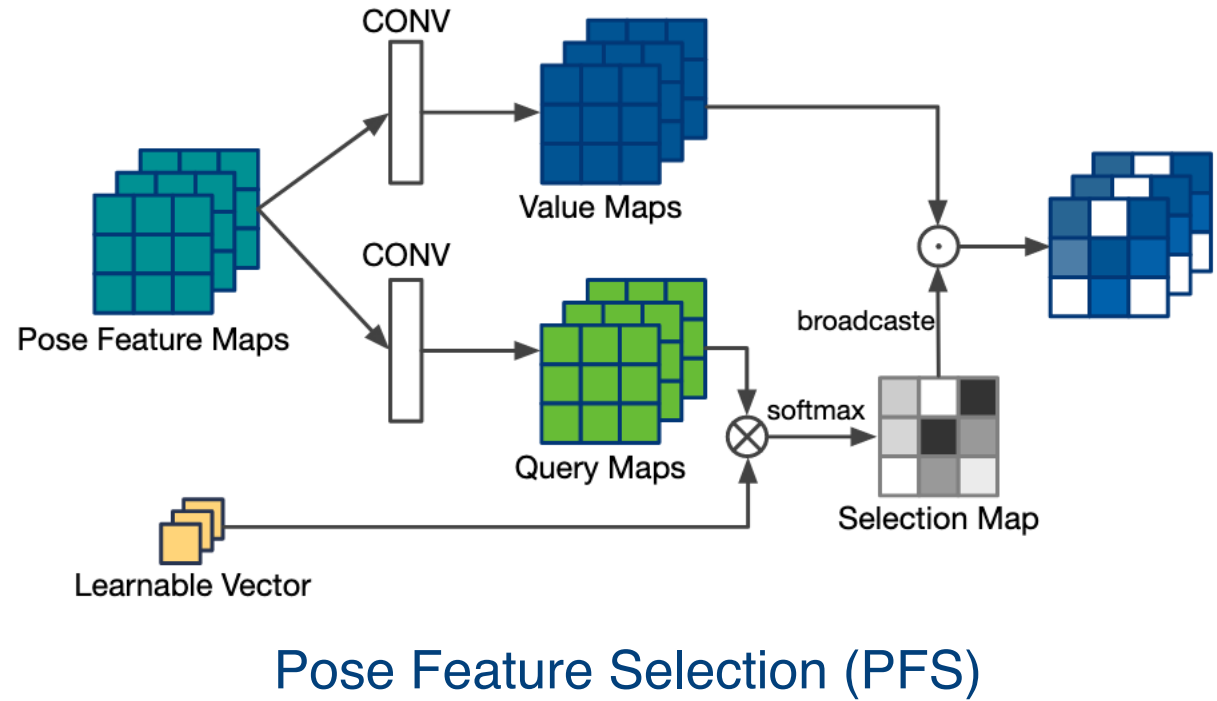 CONV
Value Maps
Pose Feature Maps
CONV
broadcaste
softmax
Query Maps
Selection Map
Learnable Vector
Pose Feature Selection (PFS)